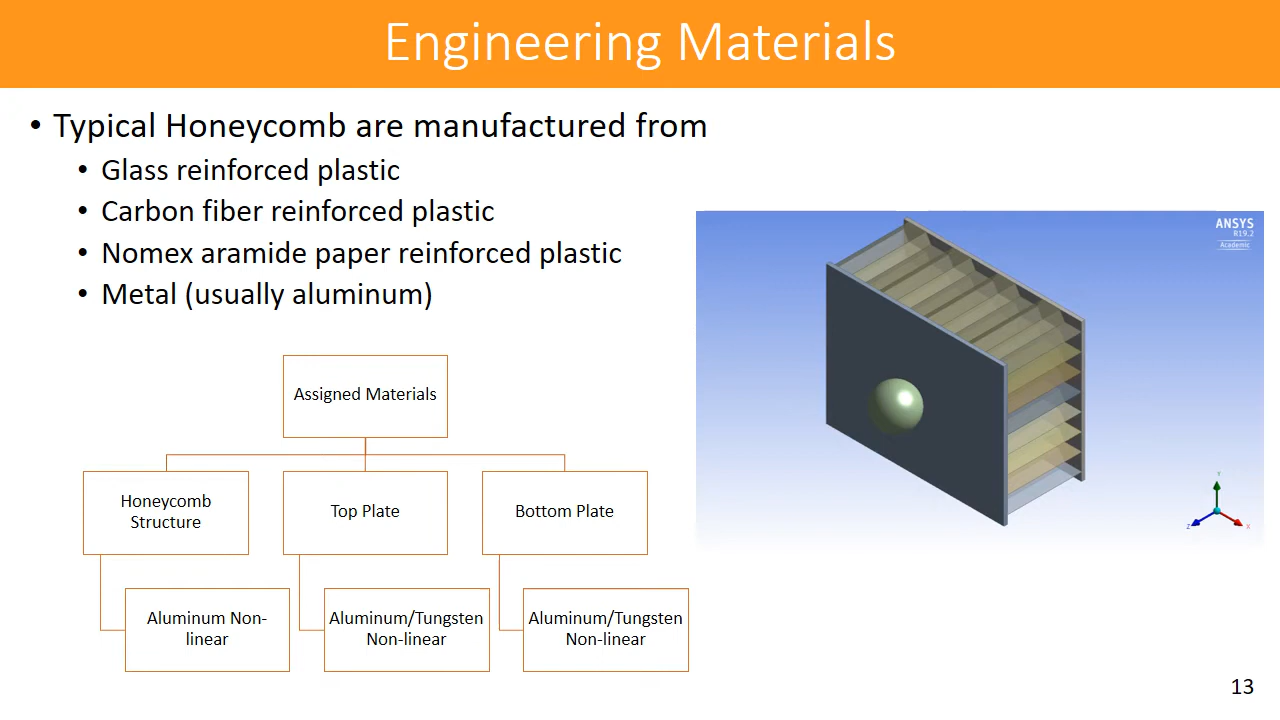 Engineering Materials
• Typical Honeycomb are manufactured from
• Glass reinforced plastic
• Carbon fiber reinforced plastic
• Nomex aramide paper reinforced plastic
• Metal (usually aluminum)
Assigned Materials
Honeycomb
Structure
Top Plate
Bottom Plate
Aluminum Non-
linear
Aluminum/Tungsten
Non-linear
Aluminum/Tungsten
Non-linear
ANSYS
R19.2
Academic
Y
Z
X
13